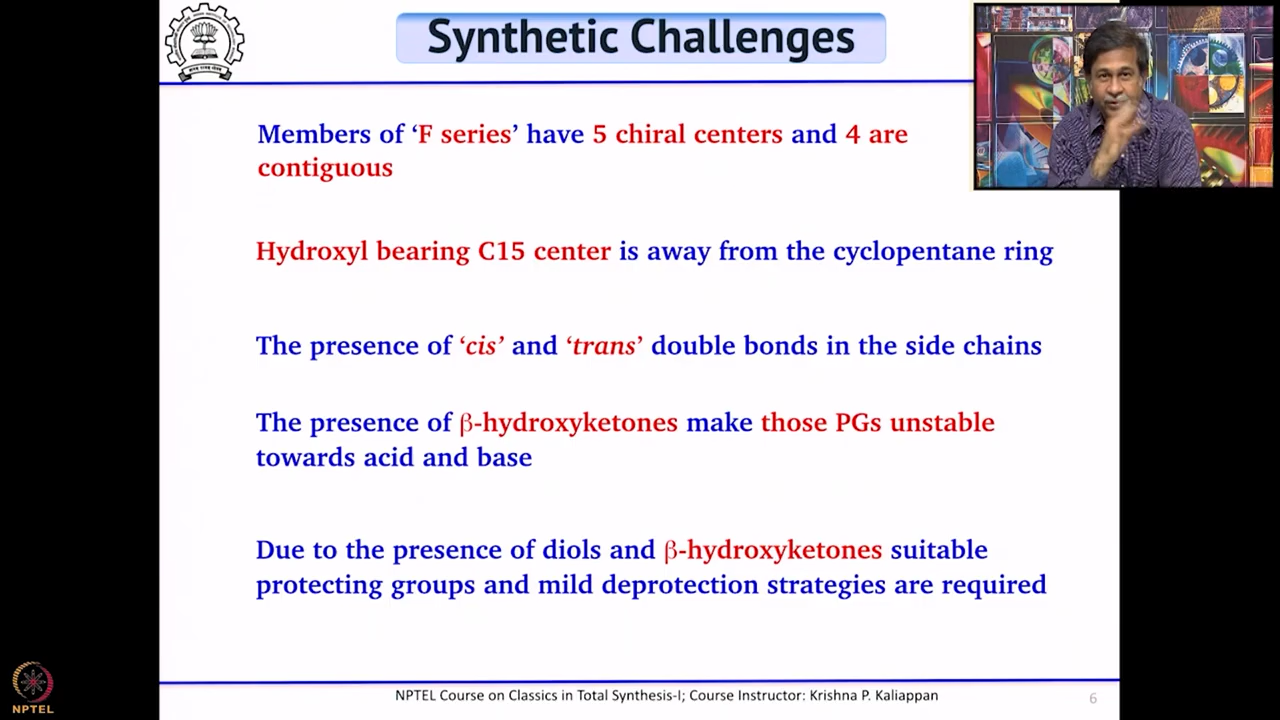 Synthetic Challenges
Members of ‘F series’ have 5 chiral centers and 4 are
contiguous
Hydroxyl bearing C15 center is away from the cyclopentane ring
The presence of ‘cis’ and ‘trans’ double bonds in the side chains
The presence of β-hydroxyketones make those PGs unstable
towards acid and base
Due to the presence of diols and β-hydroxyketones suitable
protecting groups and mild deprotection strategies are required
NPTEL Course on Classics in Total Synthesis-I; Course Instructor: Krishna P. Kaliappan
6
NPTEL